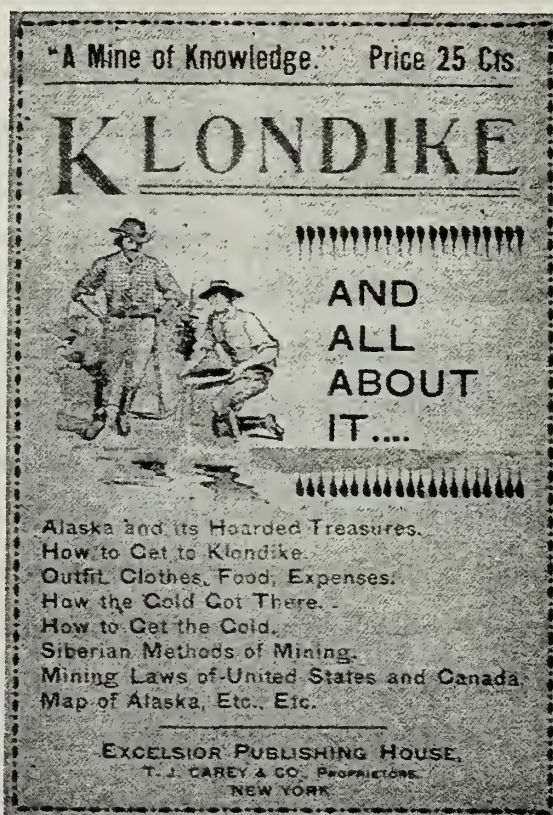 "A Mine of Knowledge." Price 25 Cts.
KLONDIKE
AND
ALL
ABOUT
IT....
Alaska and its Hoarded Treasures.
How to Get to Klondike.
Outfit, Clothes, Food, Expenses.
How the Gold Got There.
How to Get the Gold.
Siberian Methods of Mining.
Mining Laws of United States and Canada.
Map of Alaska, Etc., Etc.
EXCELSIOR PUBLISHING HOUSE,
T. J. CAREY & CO., PROPRIETORS,
NEW YORK